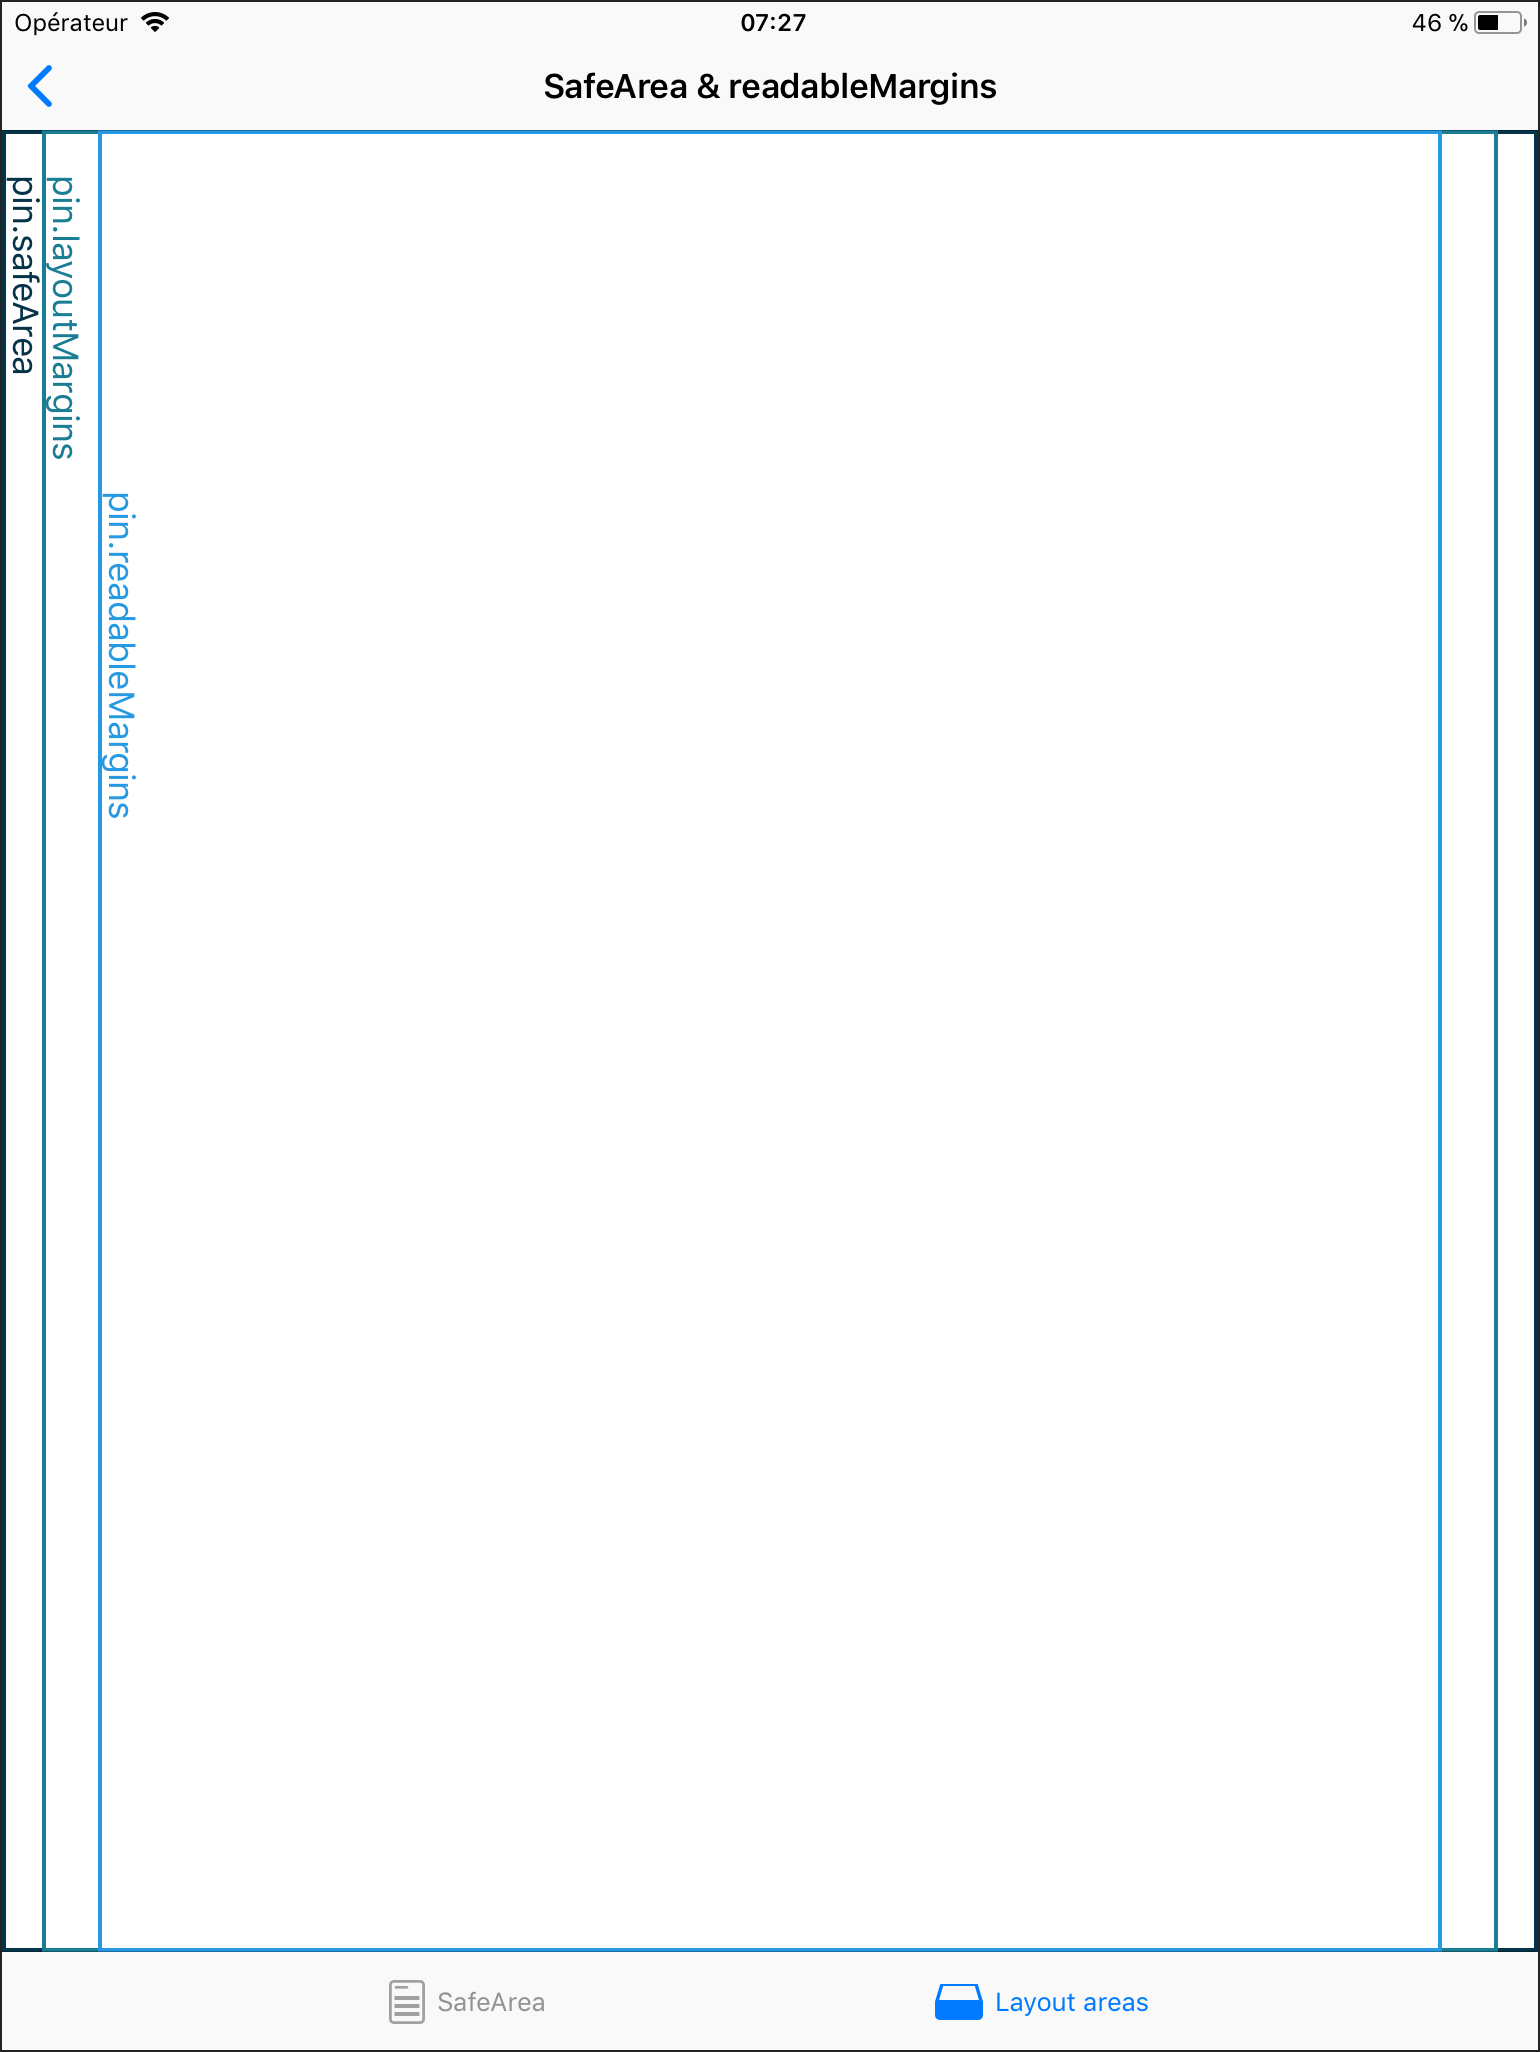 Opérateur
07:27
46 %
SafeArea & readableMargins
pin.safeArea
pin.layoutMargins
pin.readableMargins
SafeArea
Layout areas